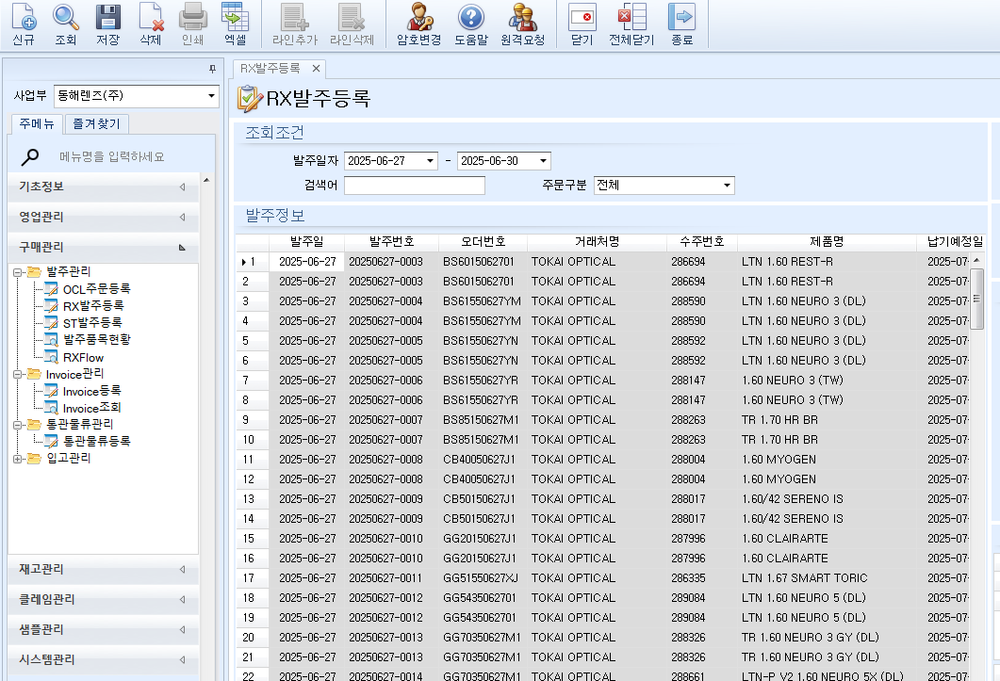 신규 조회 저장 삭제 인쇄 엑셀 라인추가 라인삭제 암호변경 도움말 원격요청 닫기 전체닫기 종료
RX발주등록
사업부 동해렌즈(주)
주메뉴 즐겨찾기
메뉴명을 입력하세요
기초정보
영업관리
구매관리
발주관리
OCL주문등록
RX발주등록
ST발주등록
발주품목현황
RXFlow
Invoice관리
Invoice등록
Invoice조회
통관물류관리
통관물류등록
입고관리
재고관리
클레임관리
샘플관리
시스템관리
RX발주등록
조회조건
발주일자 2025-06-27 - 2025-06-30
검색어 주문구분 전체
발주정보
발주일 발주번호 오더번호 거래처명 수주번호 제품명 납기예정일
1 2025-06-27 20250627-0003 BS6015062701 TOKAI OPTICAL 286694 LTN 1.60 REST-R 2025-07-
2 2025-06-27 20250627-0003 BS6015062701 TOKAI OPTICAL 286694 LTN 1.60 REST-R 2025-07-
3 2025-06-27 20250627-0004 BS61550627YM TOKAI OPTICAL 288590 LTN 1.60 NEURO 3 (DL) 2025-07-
4 2025-06-27 20250627-0004 BS61550627YM TOKAI OPTICAL 288590 LTN 1.60 NEURO 3 (DL) 2025-07-
5 2025-06-27 20250627-0005 BS61550627YN TOKAI OPTICAL 288592 LTN 1.60 NEURO 3 (DL) 2025-07-
6 2025-06-27 20250627-0005 BS61550627YN TOKAI OPTICAL 288592 LTN 1.60 NEURO 3 (DL) 2025-07-
7 2025-06-27 20250627-0006 BS61550627YR TOKAI OPTICAL 288147 1.60 NEURO 3 (TW) 2025-07-
8 2025-06-27 20250627-0006 BS61550627YR TOKAI OPTICAL 288147 1.60 NEURO 3 (TW) 2025-07-
9 2025-06-27 20250627-0007 BS85150627M1 TOKAI OPTICAL 288263 TR 1.70 HR BR 2025-07-
10 2025-06-27 20250627-0007 BS85150627M1 TOKAI OPTICAL 288263 TR 1.70 HR BR 2025-07-
11 2025-06-27 20250627-0008 CB40050627J1 TOKAI OPTICAL 288004 1.60 MYOGEN 2025-07-
12 2025-06-27 20250627-0008 CB40050627J1 TOKAI OPTICAL 288004 1.60 MYOGEN 2025-07-
13 2025-06-27 20250627-0009 CB50150627J1 TOKAI OPTICAL 288017 1.60/42 SERENO IS 2025-07-
14 2025-06-27 20250627-0009 CB50150627J1 TOKAI OPTICAL 288017 1.60/42 SERENO IS 2025-07-
15 2025-06-27 20250627-0010 GG20150627J1 TOKAI OPTICAL 287996 1.60 CLAIRARTE 2025-07-
16 2025-06-27 20250627-0010 GG20150627J1 TOKAI OPTICAL 287996 1.60 CLAIRARTE 2025-07-
17 2025-06-27 20250627-0011 GG51550627XJ TOKAI OPTICAL 286335 LTN 1.67 SMART TORIC 2025-07-
18 2025-06-27 20250627-0012 GG5435062701 TOKAI OPTICAL 289084 LTN 1.60 NEURO 5 (DL) 2025-07-
19 2025-06-27 20250627-0012 GG5435062701 TOKAI OPTICAL 289084 LTN 1.60 NEURO 5 (DL) 2025-07-
20 2025-06-27 20250627-0013 GG70350627M1 TOKAI OPTICAL 288326 TR 1.60 NEURO 3 GY (DL) 2025-07-
21 2025-06-27 20250627-0013 GG70350627M1 TOKAI OPTICAL 288326 TR 1.60 NEURO 3 GY (DL) 2025-07-
22 2025-06-27 20250627-0014 GG70350627M1 TOKAI OPTICAL 288661 LTN-P V2 1.60 NEURO 5X (DL) 2025-07-